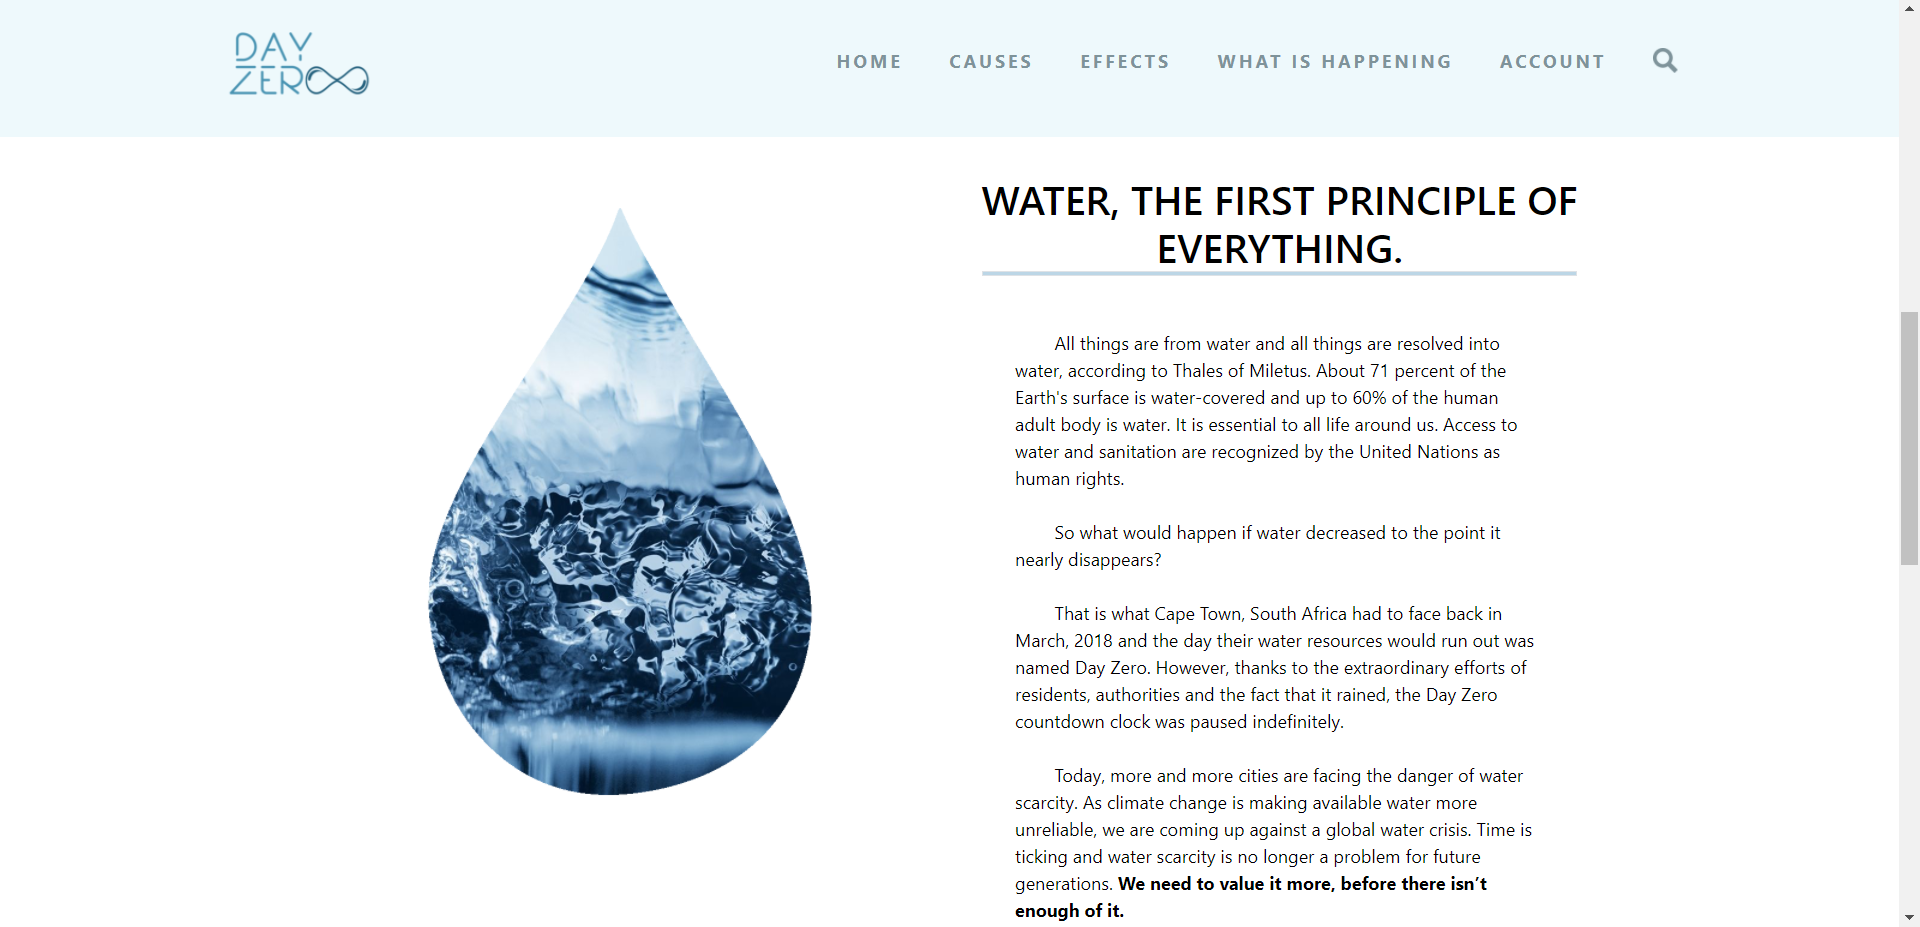 DAY
ZERO
HOME CAUSES EFFECTS WHAT IS HAPPENING ACCOUNT
WATER, THE FIRST PRINCIPLE OF
EVERYTHING.
All things are from water and all things are resolved into
water, according to Thales of Miletus. About 71 percent of the
Earth's surface is water-covered and up to 60% of the human
adult body is water. It is essential to all life around us. Access to
water and sanitation are recognized by the United Nations as
human rights.
So what would happen if water decreased to the point it
nearly disappears?
That is what Cape Town, South Africa had to face back in
March, 2018 and the day their water resources would run out was
named Day Zero. However, thanks to the extraordinary efforts of
residents, authorities and the fact that it rained, the Day Zero
countdown clock was paused indefinitely.
Today, more and more cities are facing the danger of water
scarcity. As climate change is making available water more
unreliable, we are coming up against a global water crisis. Time is
ticking and water scarcity is no longer a problem for future
generations. We need to value it more, before there isn’t
enough of it.